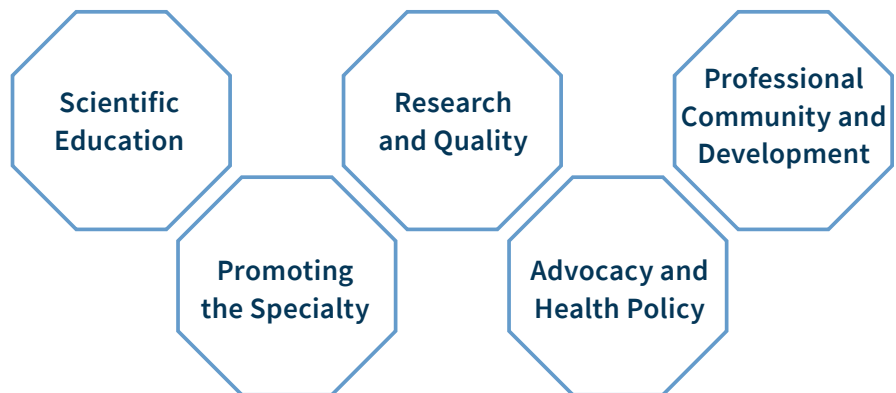 Scientific
Education
Research
and Quality
Professional
Community and
Development
Promoting
the Specialty
Advocacy and
Health Policy